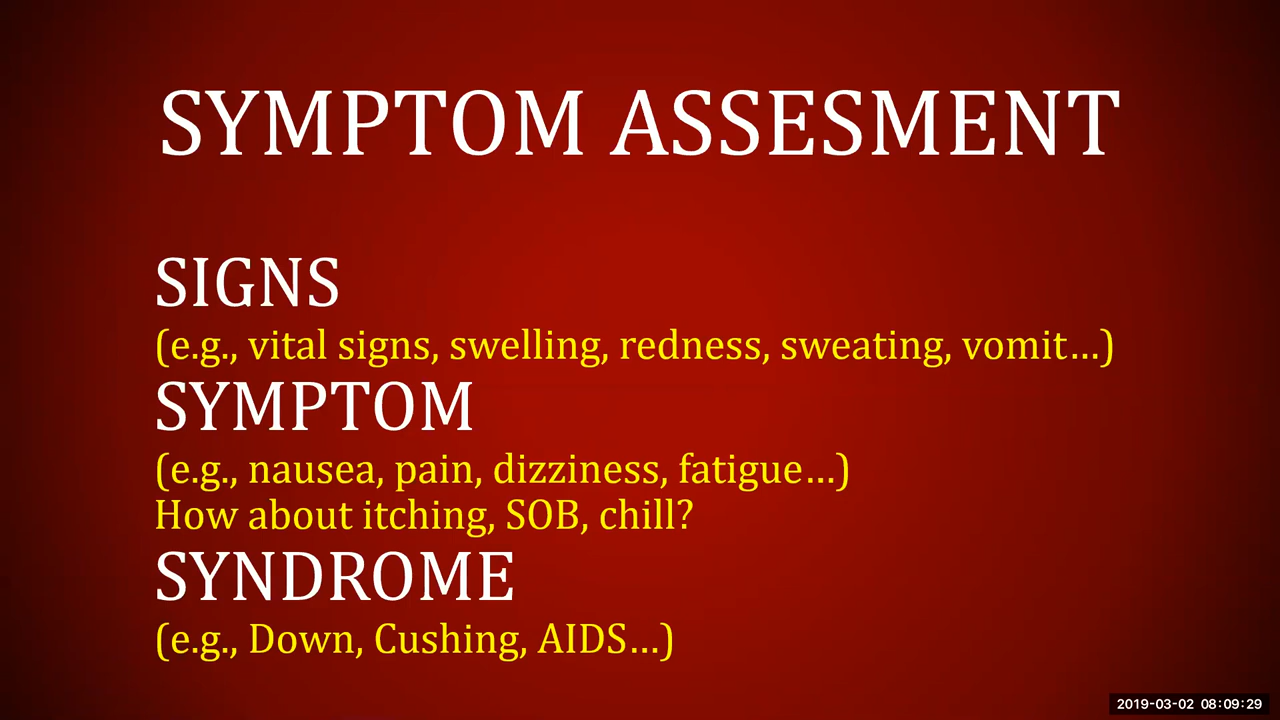 SYMPTOM ASSESMENT
SIGNS
(e.g., vital signs, swelling, redness, sweating, vomit...)
SYMPTOM
(e.g., nausea, pain, dizziness, fatigue...)
How about itching, SOB, chill?
SYNDROME
(e.g., Down, Cushing, AIDS...)
2019-03-02 08:09:29